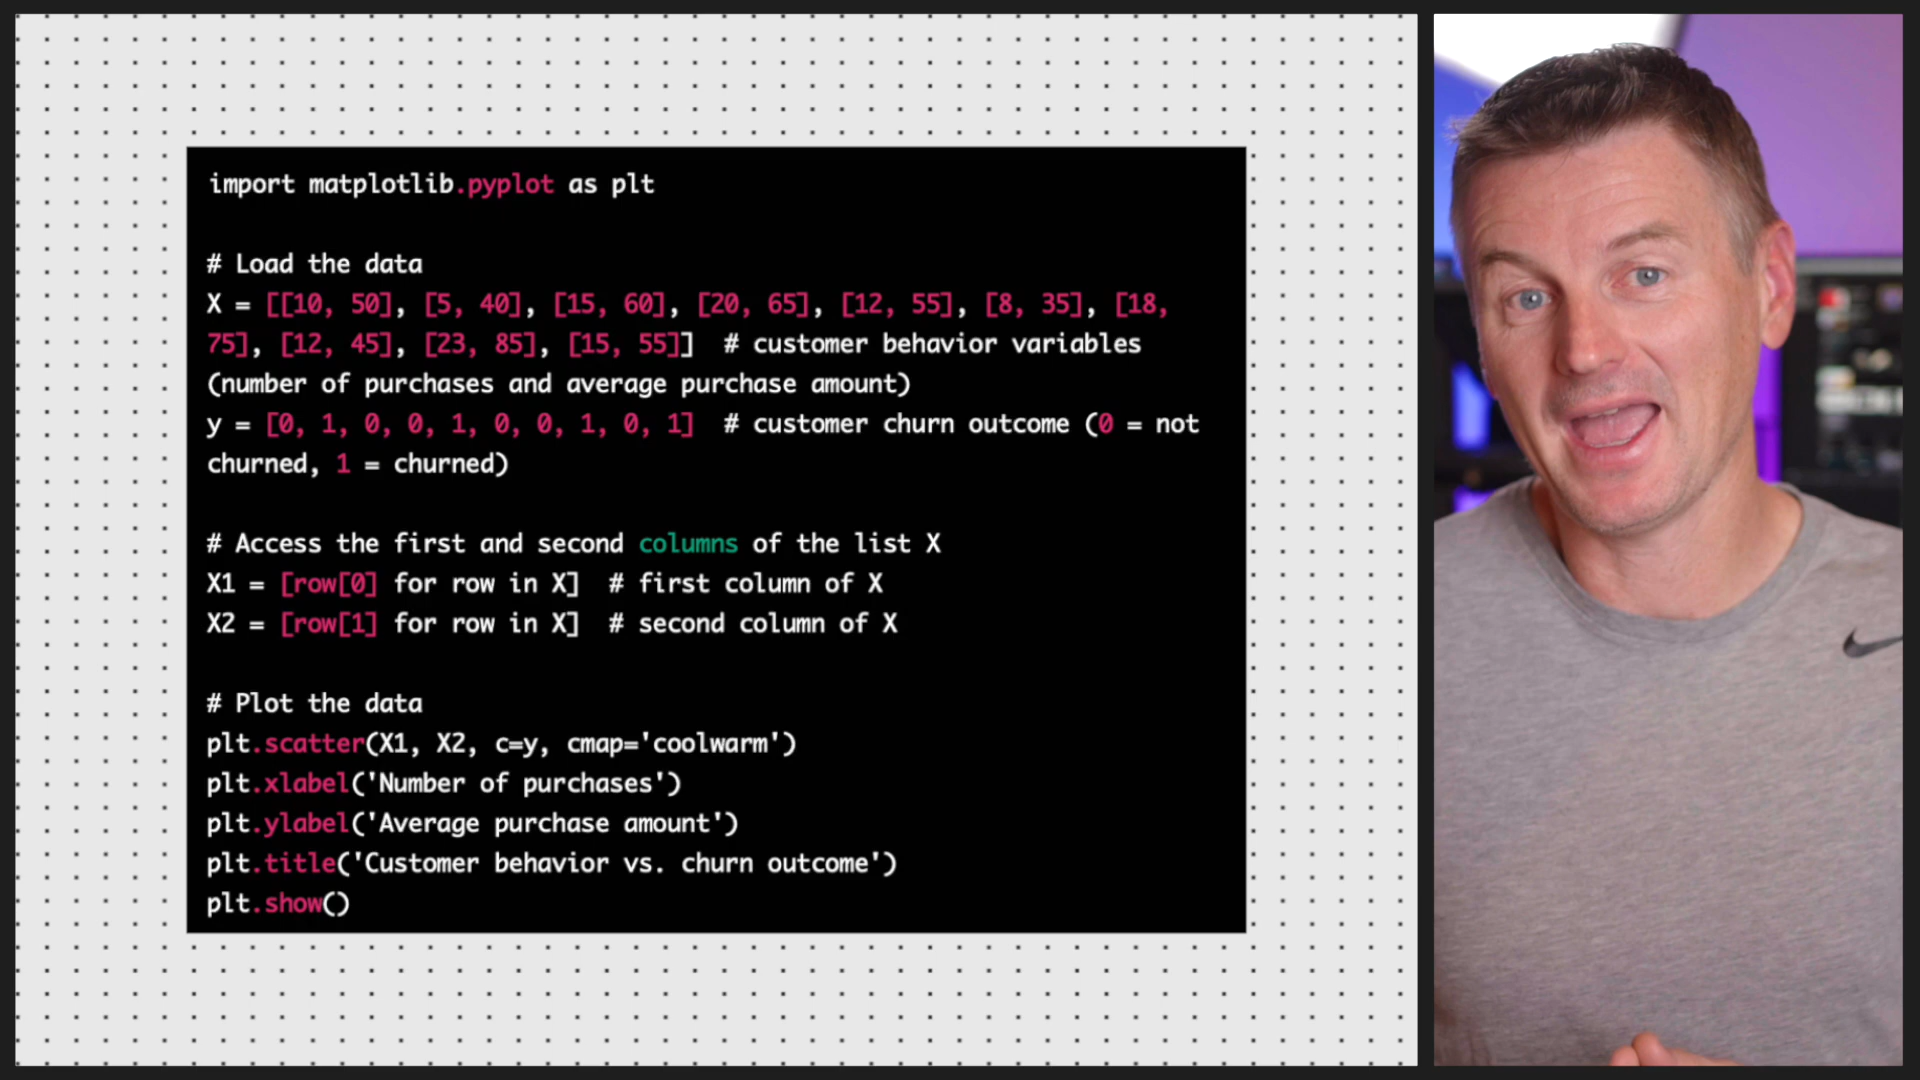 import matplotlib.pyplot as plt
# Load the data
X = [[10, 50], [5, 40], [15, 60], [20, 65], [12, 55], [8, 35], [18,
75], [12, 45], [23, 85], [15, 55]]  # customer behavior variables
(number of purchases and average purchase amount)
y = [0, 1, 0, 0, 1, 0, 0, 1, 0, 1]  # customer churn outcome (0 = not
churned, 1 = churned)
# Access the first and second columns of the list X
X1 = [row[0] for row in X]  # first column of X
X2 = [row[1] for row in X]  # second column of X
# Plot the data
plt.scatter(X1, X2, c=y, cmap='coolwarm')
plt.xlabel('Number of purchases')
plt.ylabel('Average purchase amount')
plt.title('Customer behavior vs. churn outcome')
plt.show()